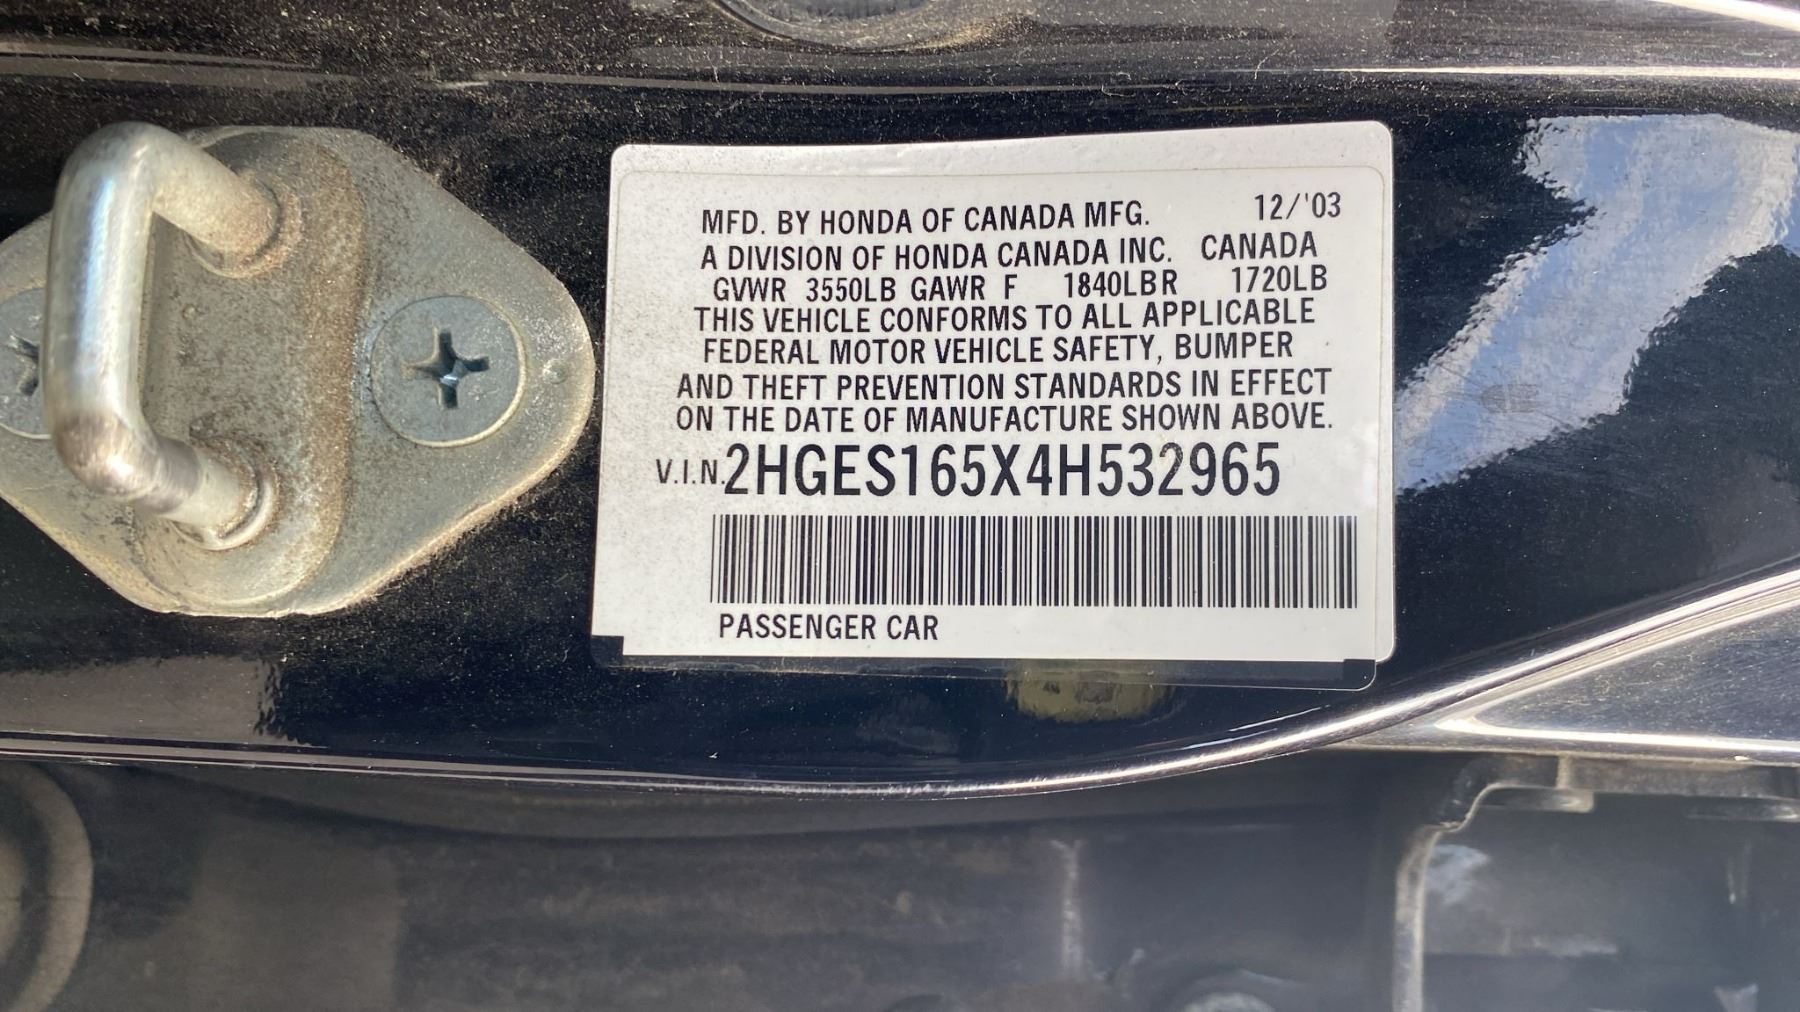 MFD. BY HONDA OF CANADA MFG. 12/'03
A DIVISION OF HONDA CANADA INC. CANADA
GVWR 3550LB GAWR F 1840LB R 1720LB
THIS VEHICLE CONFORMS TO ALL APPLICABLE
FEDERAL MOTOR VEHICLE SAFETY, BUMPER
AND THEFT PREVENTION STANDARDS IN EFFECT
ON THE DATE OF MANUFACTURE SHOWN ABOVE.
V.I.N. 2HGES165X4H532965
PASSENGER CAR